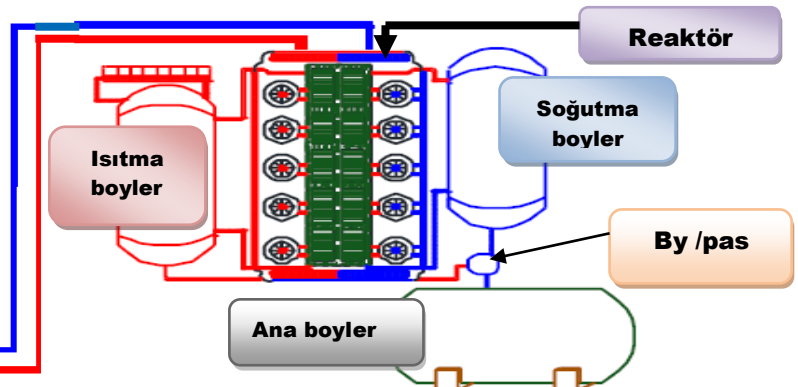 Reaktör
Soğutma
boyler
Isıtma
boyler
By /pas
Ana boyler